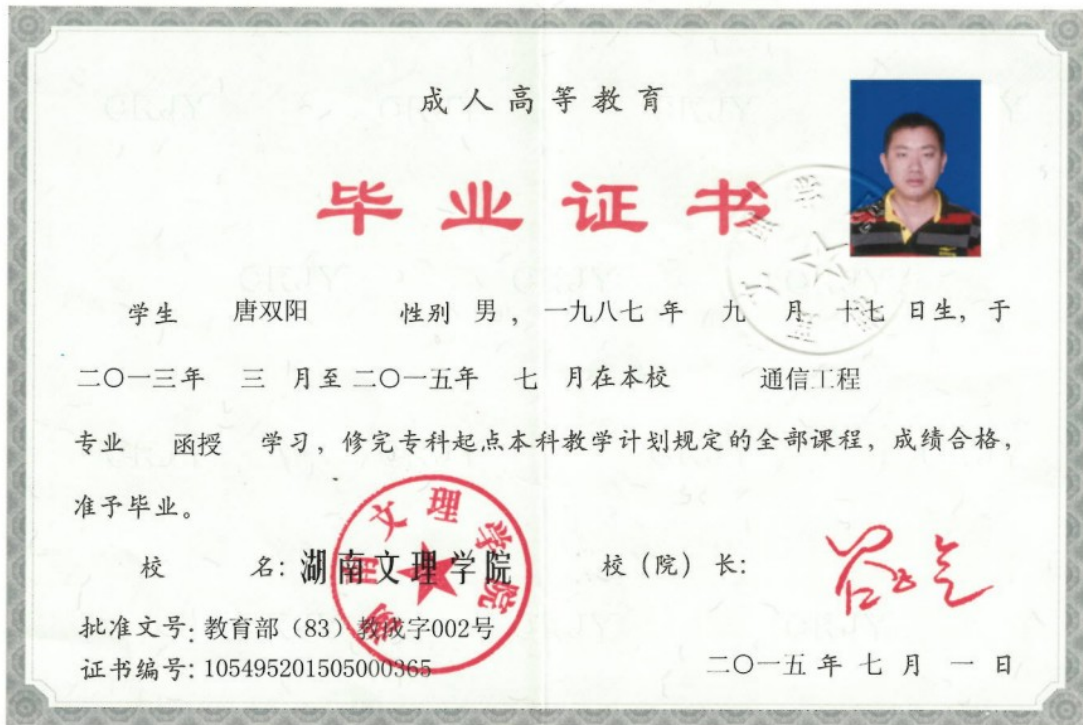 成人高等教育
毕业证书
学生 唐双阳 性别 男，一九八七 年 九 月 十七 日生，于
二〇一三年 三 月至二〇一五年 七 月在本校 通信工程
专业 函授 学习，修完专科起点本科教学计划规定的全部课程，成绩合格，
准予毕业。
校 名：湖南文理学院 校（院）长：
湖南文理学院
批准文号：教育部（83）教成字002号
证书编号：105495201505000365
二〇一五 年 七 月 一 日